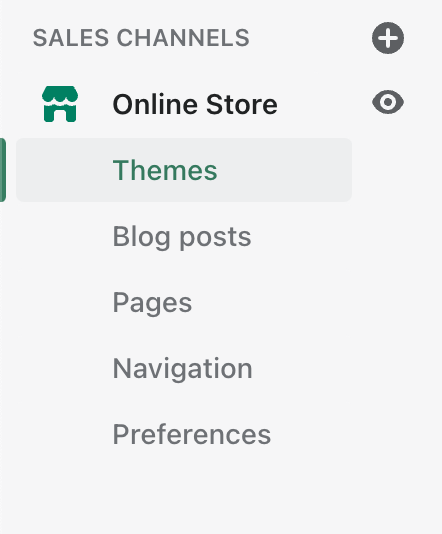 SALES CHANNELS
Online Store
Themes
Blog posts
Pages
Navigation
Preferences